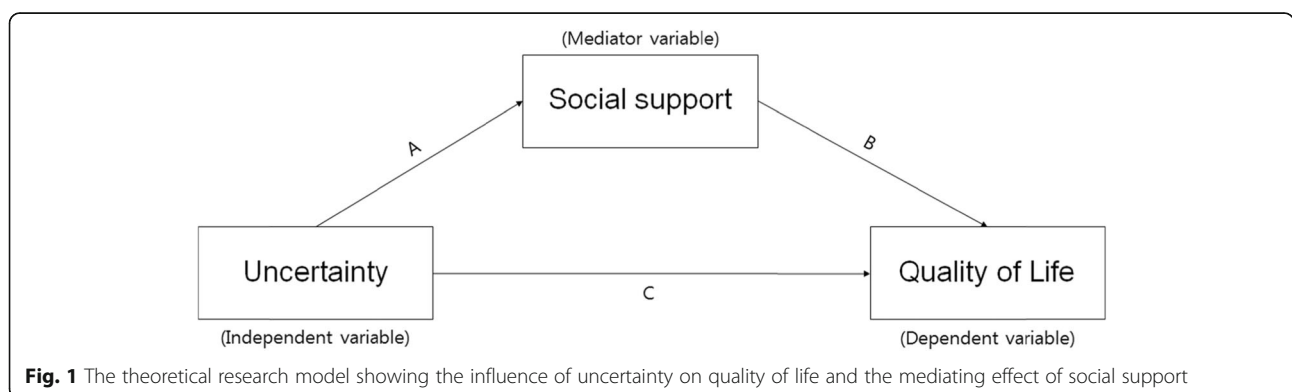 (Mediator variable)
Social support
A
B
Uncertainty
Quality of Life
C
(Independent variable)
(Dependent variable)
Fig. 1 The theoretical research model showing the influence of uncertainty on quality of life and the mediating effect of social support